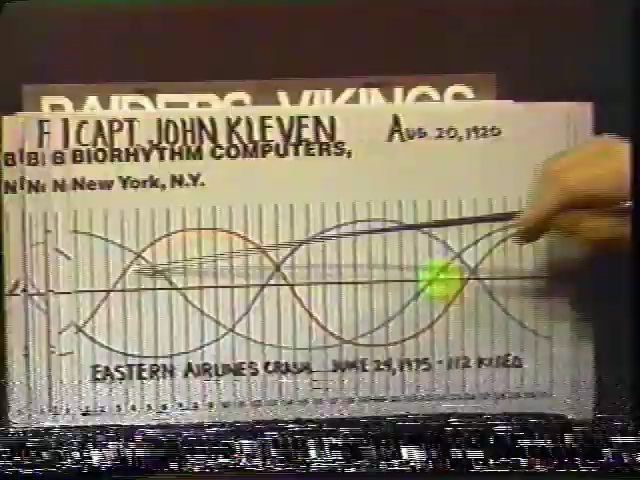 RAIDERS VIKINGS
F I CAPT JOHN KLEVEN AUG. 20, 1920
B B B BIORHYTHM COMPUTERS,
N N N New York, N.Y.
EASTERN AIRLINES CRASH JUNE 24, 1975 - 112 KILLED